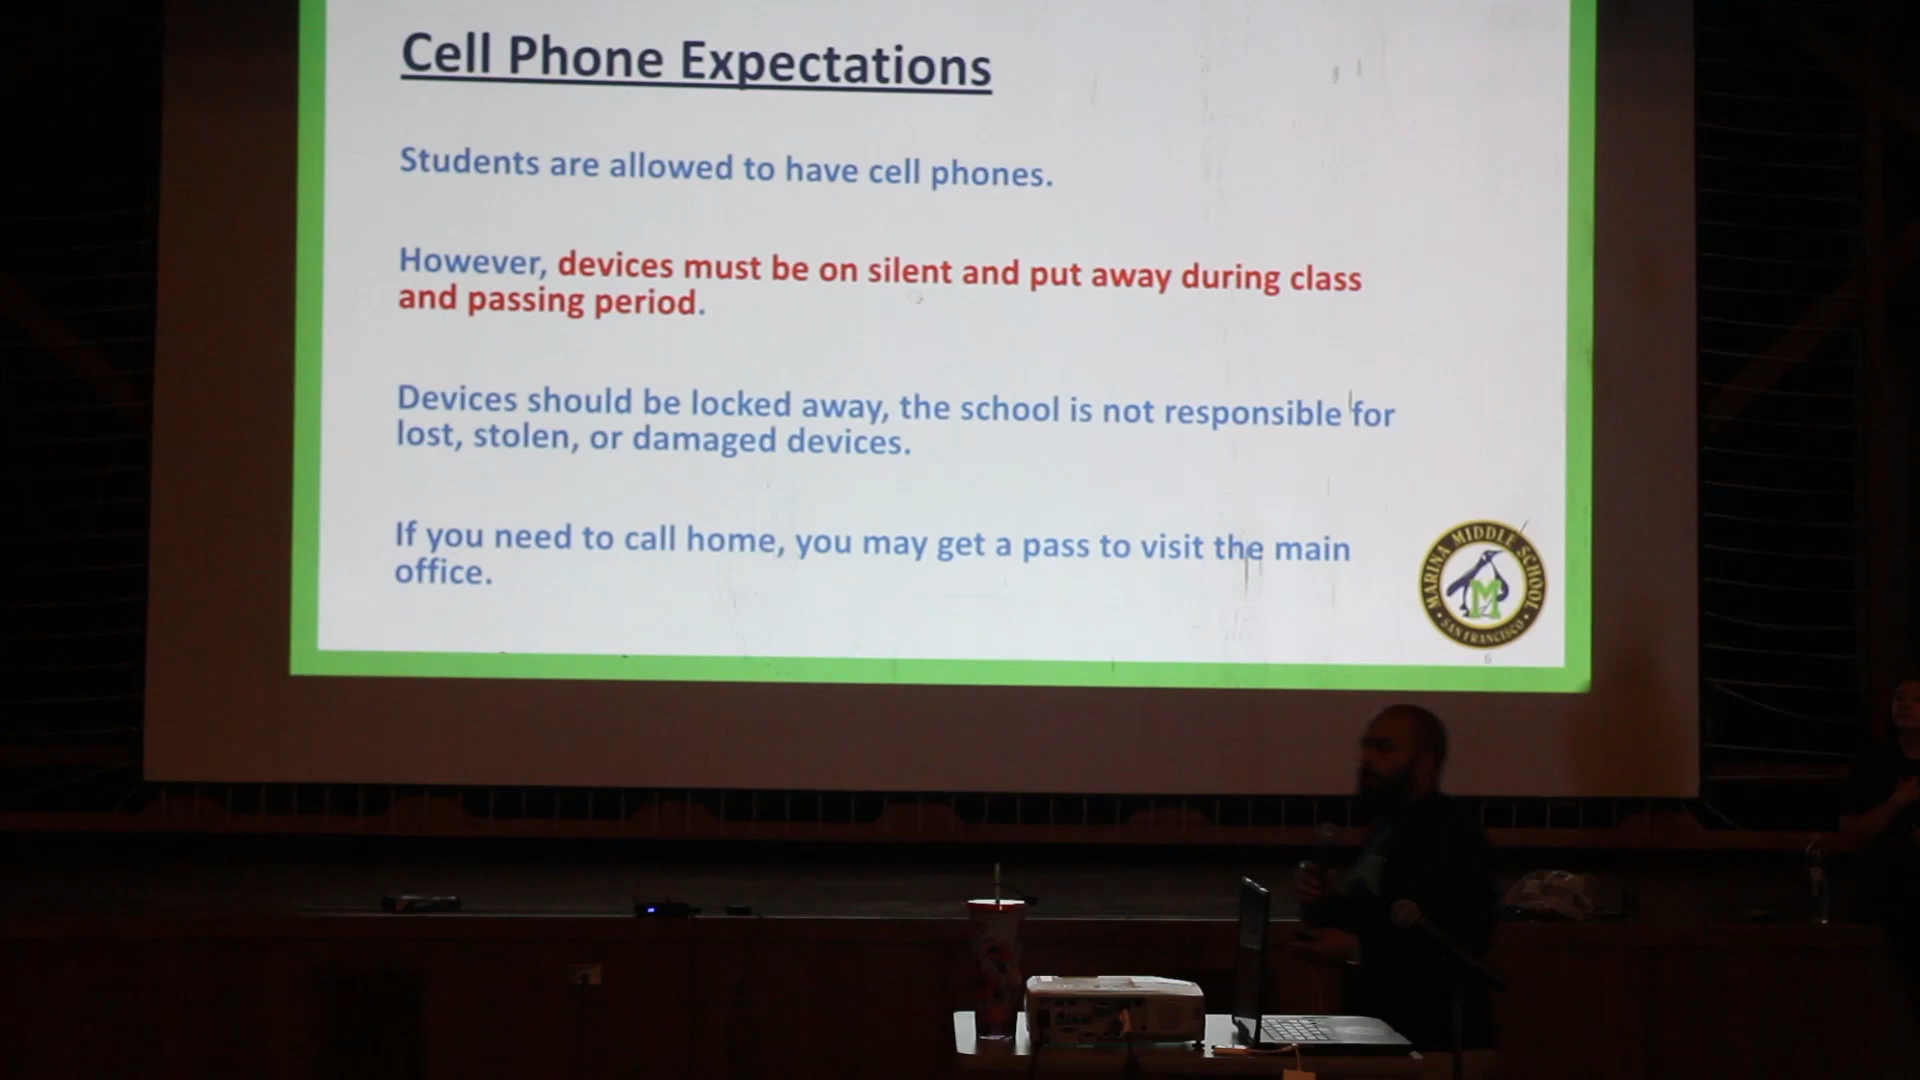 Cell Phone Expectations
Students are allowed to have cell phones.
However, devices must be on silent and put away during class
and passing period.
Devices should be locked away, the school is not responsible for
lost, stolen, or damaged devices.
If you need to call home, you may get a pass to visit the main
office.
MARINA MIDDLE SCHOOL
M
SAN FRANCISCO
6